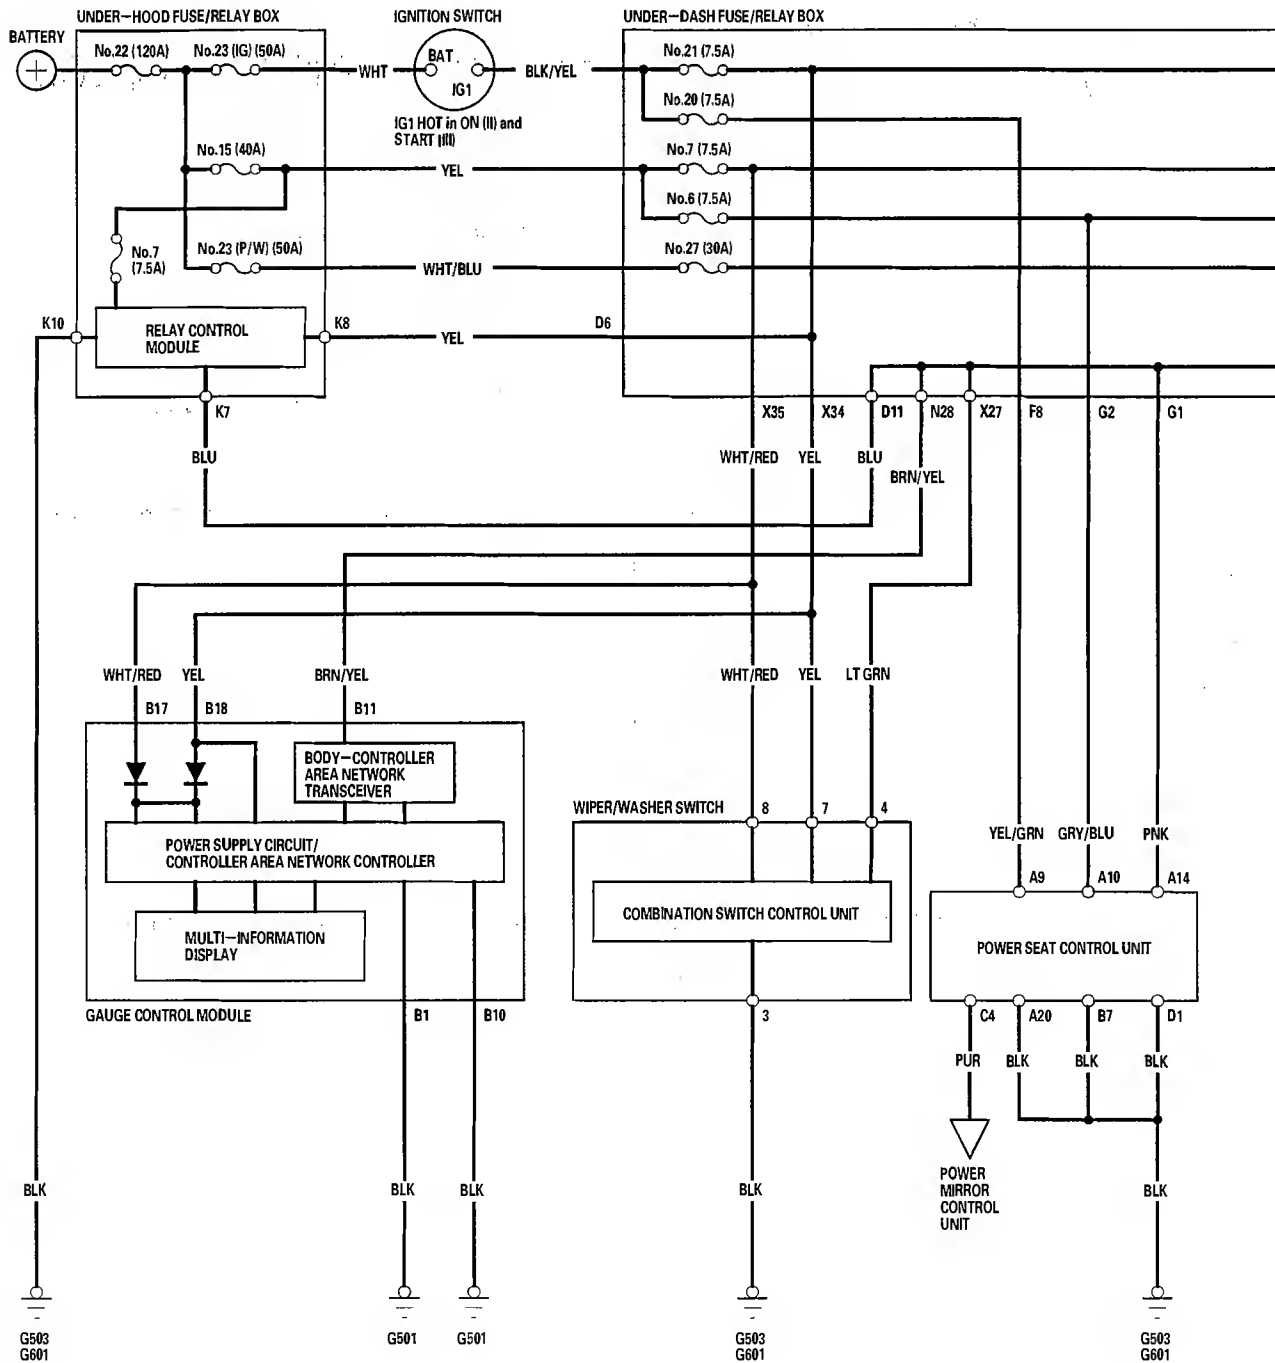 UNDER-HOOD FUSE/RELAY BOX
IGNITION SWITCH
UNDER-DASH FUSE/RELAY BOX
BATTERY
No.22 (120A)
No.23 (IG) (50A)
WHT
BAT
IG1
BLK/YEL
No.21 (7.5A)
No.20 (7.5A)
IG1 HOT in ON (II) and
START (III)
No.15 (40A)
YEL
No.7 (7.5A)
No.6 (7.5A)
No.7
(7.5A)
No.23 (P/W) (50A)
WHT/BLU
No.27 (30A)
K10
RELAY CONTROL
MODULE
K8
YEL
D6
K7
X35
X34
D11
N28
X27
F8
G2
G1
BLU
WHT/RED
YEL
BLU
BRN/YEL
WHT/RED
YEL
BRN/YEL
WHT/RED
YEL
LT GRN
B17
B18
B11
BODY-CONTROLLER
AREA NETWORK
TRANSCEIVER
WIPER/WASHER SWITCH
8
7
4
POWER SUPPLY CIRCUIT/
CONTROLLER AREA NETWORK CONTROLLER
YEL/GRN
GRY/BLU
PNK
A9
A10
A14
COMBINATION SWITCH CONTROL UNIT
MULTI-INFORMATION
DISPLAY
POWER SEAT CONTROL UNIT
GAUGE CONTROL MODULE
B1
B10
3
C4
A20
B7
D1
PUR
BLK
BLK
BLK
POWER
MIRROR
CONTROL
UNIT
BLK
BLK
BLK
BLK
BLK
G503
G601
G501
G501
G503
G601
G503
G601